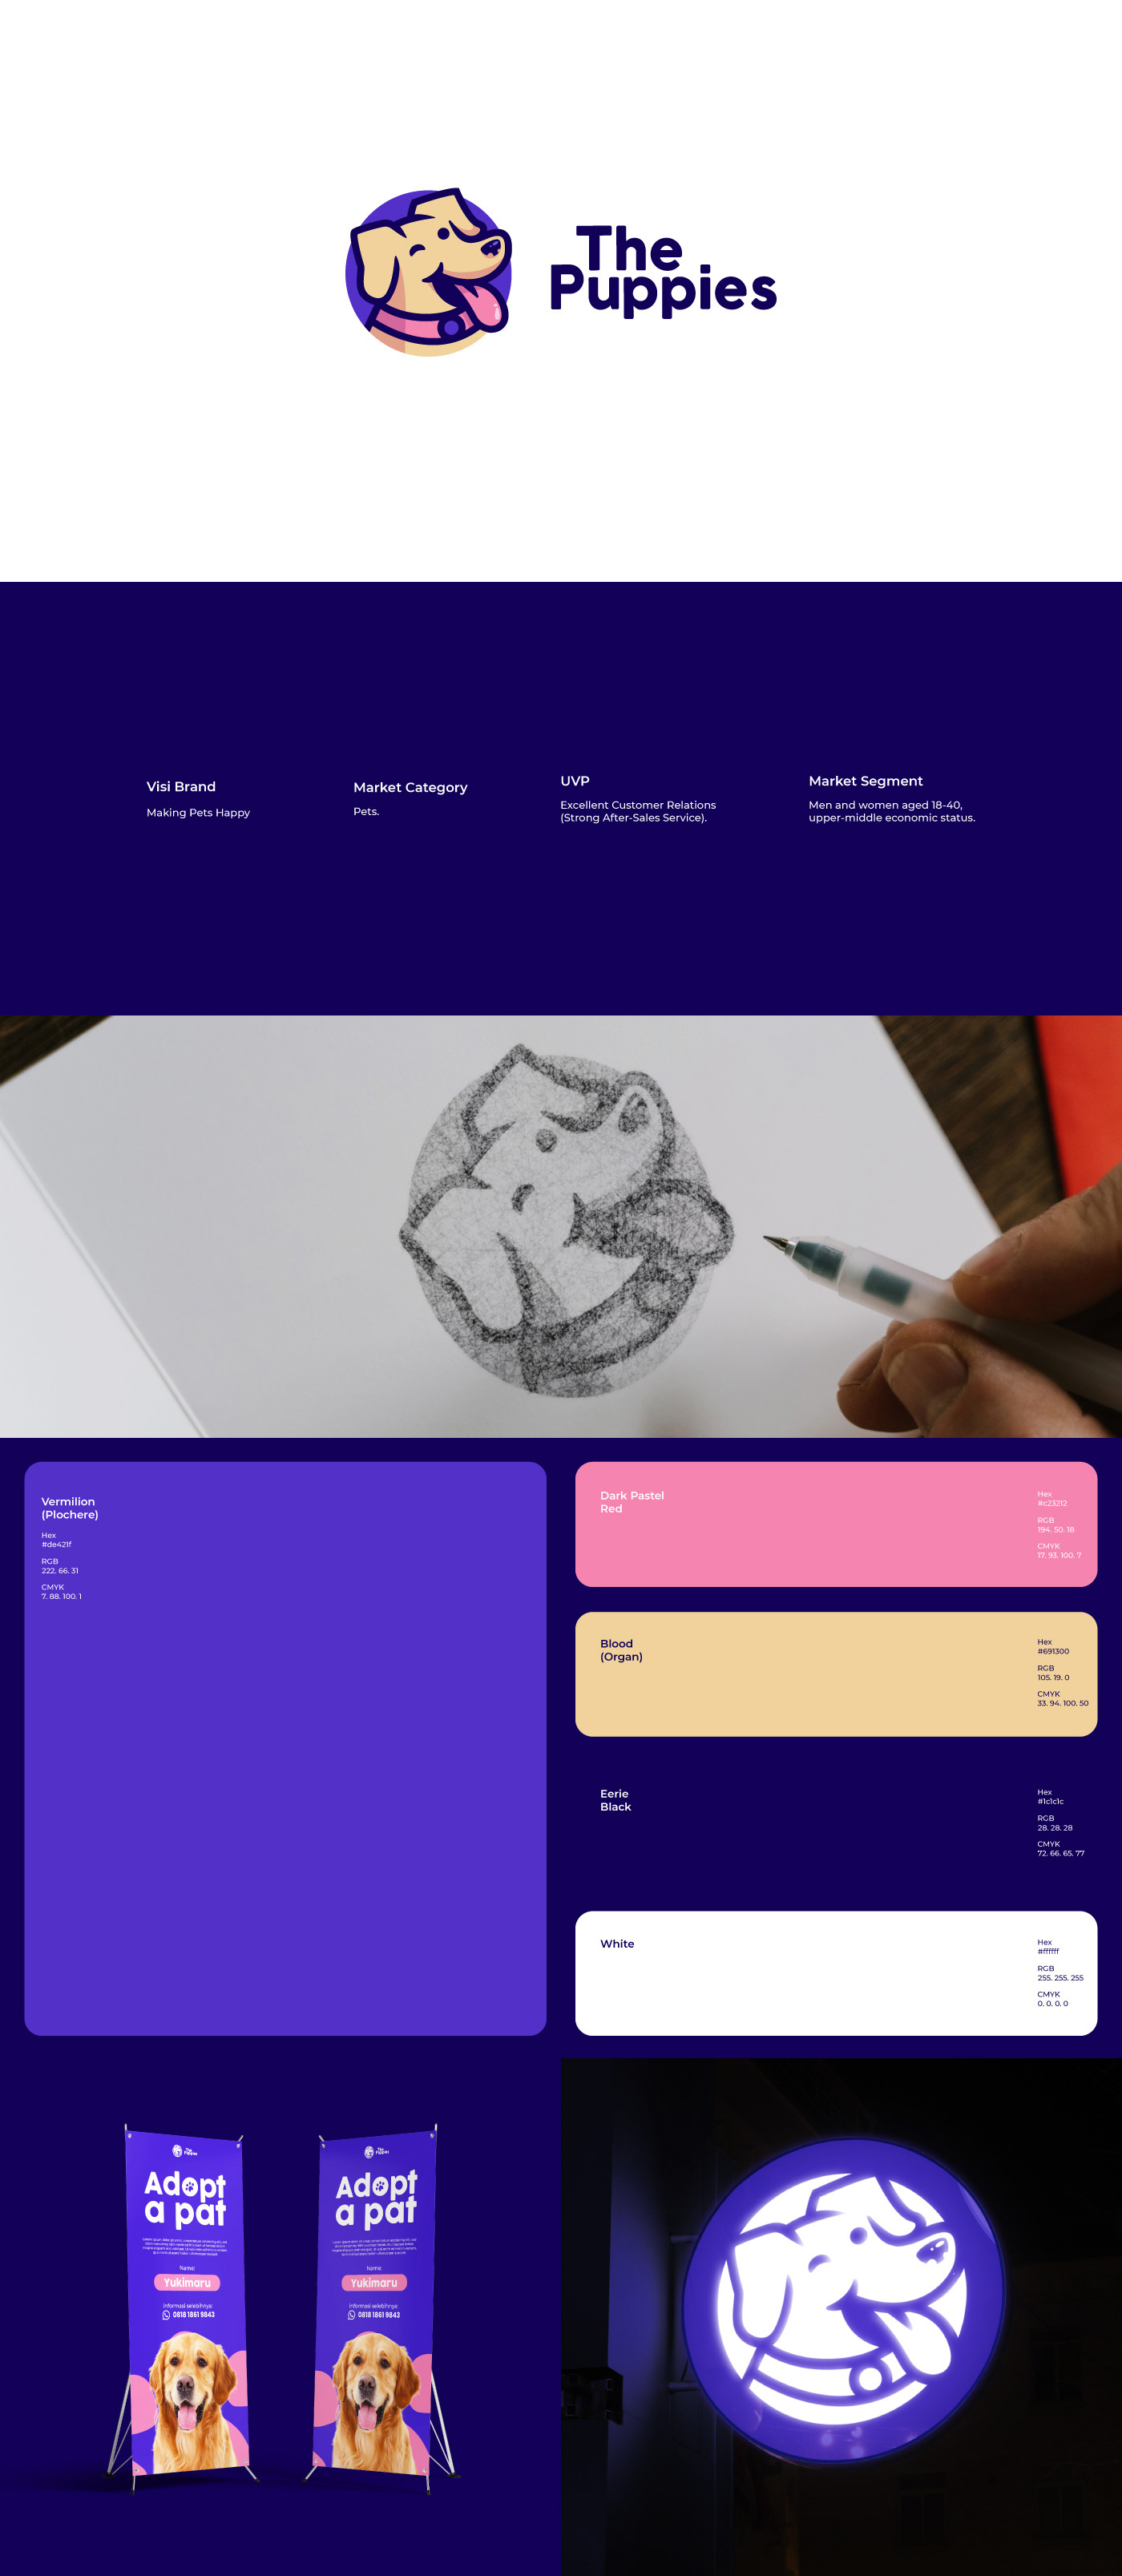 The
Puppies
Visi Brand
Making Pets Happy
Market Category
Pets.
UVP
Excellent Customer Relations
(Strong After-Sales Service).
Market Segment
Men and women aged 18-40,
upper-middle economic status.
Vermilion
(Plochere)
Hex
#de421f
RGB
222. 66. 31
CMYK
7. 88. 100. 1
Dark Pastel
Red
Hex
#c23212
RGB
194. 50. 18
CMYK
17. 93. 100. 7
Blood
(Organ)
Hex
#691300
RGB
105. 19. 0
CMYK
33. 94. 100. 50
Eerie
Black
Hex
#1c1c1c
RGB
28. 28. 28
CMYK
72. 66. 65. 77
White
Hex
#ffffff
RGB
255. 255. 255
CMYK
0. 0. 0. 0
The
Puppies
Adopt
a pat
Name:
Yukimaru
Informasi selebihnya:
0818 1861 9843
The
Puppies
Adopt
a pat
Name:
Yukimaru
Informasi selebihnya:
0818 1861 9843